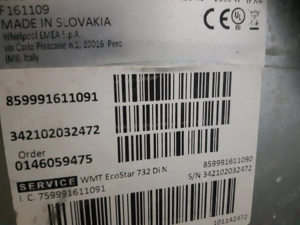 F161109
MADE IN SLOVAKIA
Whirlpool EMEA S.p.A.
via Carlo Pisacane n.1, 20016 Pero
(MI), Italy
859991611091
342102032472
Order
0146059475
859991611090
S/N 342102032472
SERVICE WMT EcoStar 732 Di N
I. C. 759991611091
101142472